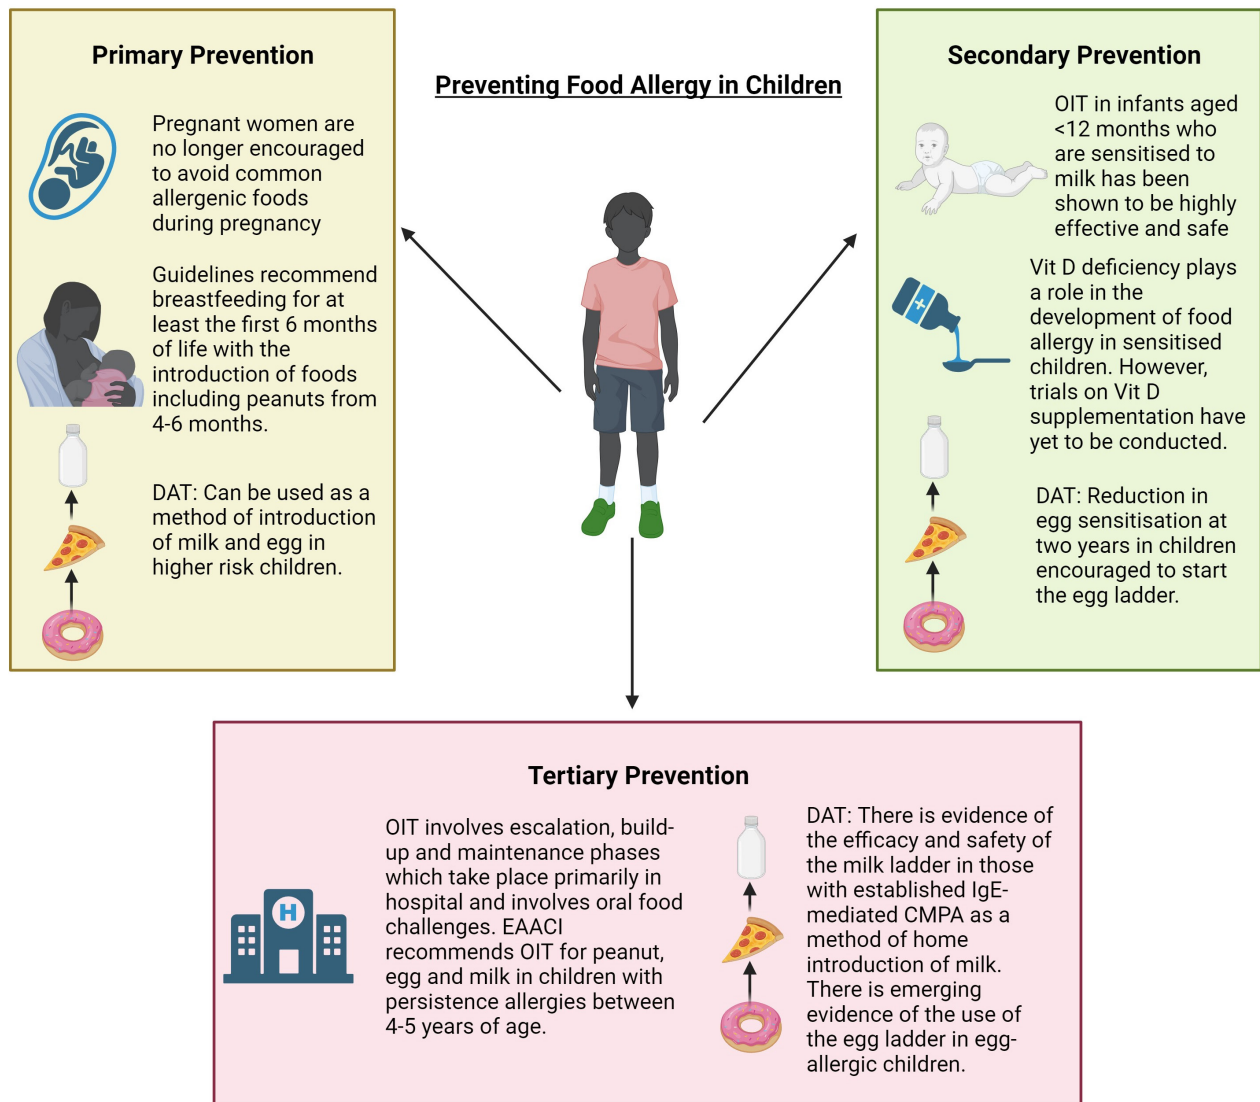 Preventing Food Allergy in Children
Primary Prevention
Pregnant women are
no longer encouraged
to avoid common
allergenic foods
during pregnancy
Guidelines recommend
breastfeeding for at
least the first 6 months
of life with the
introduction of foods
including peanuts from
4-6 months.
DAT: Can be used as a
method of introduction
of milk and egg in
higher risk children.
Secondary Prevention
OIT in infants aged
<12 months who
are sensitised to
milk has been
shown to be highly
effective and safe
Vit D deficiency plays
a role in the
development of food
allergy in sensitised
children. However,
trials on Vit D
supplementation have
yet to be conducted.
DAT: Reduction in
egg sensitisation at
two years in children
encouraged to start
the egg ladder.
Tertiary Prevention
H
OIT involves escalation, build-
up and maintenance phases
which take place primarily in
hospital and involves oral food
challenges. EAACI
recommends OIT for peanut,
egg and milk in children with
persistence allergies between
4-5 years of age.
DAT: There is evidence of
the efficacy and safety of
the milk ladder in those
with established IgE-
mediated CMPA as a
method of home
introduction of milk.
There is emerging
evidence of the use of
the egg ladder in egg-
allergic children.